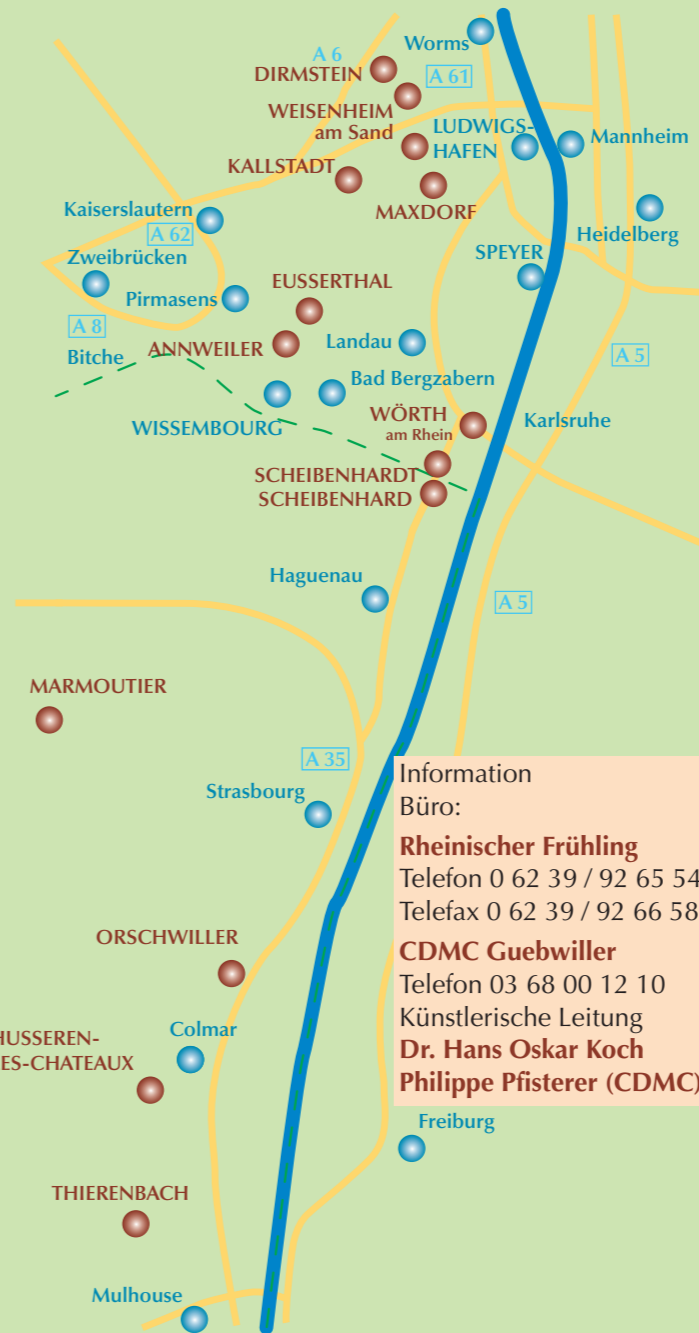 Worms
A 6
DIRMSTEIN
A 61
WEISENHEIM
am Sand
LUDWIGS-
HAFEN
Mannheim
KALLSTADT
MAXDORF
Kaiserslautern
A 62
Heidelberg
Zweibrücken
SPEYER
EUSSERTHAL
Pirmasens
A 8
Bitche
ANNWEILER
Landau
A 5
Bad Bergzabern
WISSEMBOURG
WÖRTH
am Rhein
Karlsruhe
SCHEIBENHARDT
SCHEIBENHARD
Haguenau
A 5
MARMOUTIER
A 35
Strasbourg
Information
Büro:
Rheinischer Frühling
Telefon 0 62 39 / 92 65 54
Telefax 0 62 39 / 92 66 58
CDMC Guebwiller
Telefon 03 68 00 12 10
Künstlerische Leitung
Dr. Hans Oskar Koch
Philippe Pfisterer (CDMC)
ORSCHWILLER
Colmar
HUSSEREN-
ES-CHATEAUX
Freiburg
THIERENBACH
Mulhouse